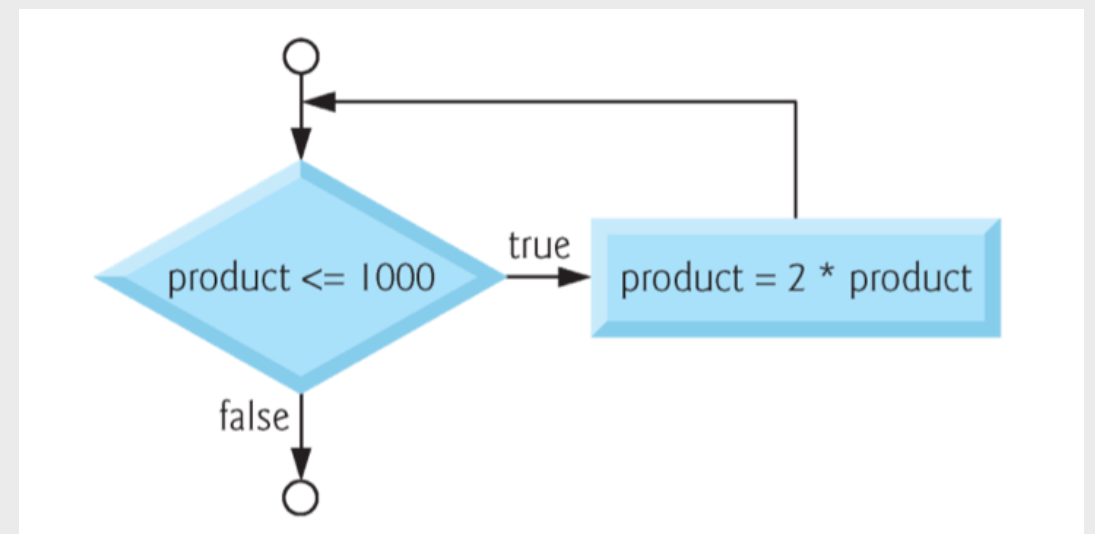 product <= 1000
true
product = 2 * product
false